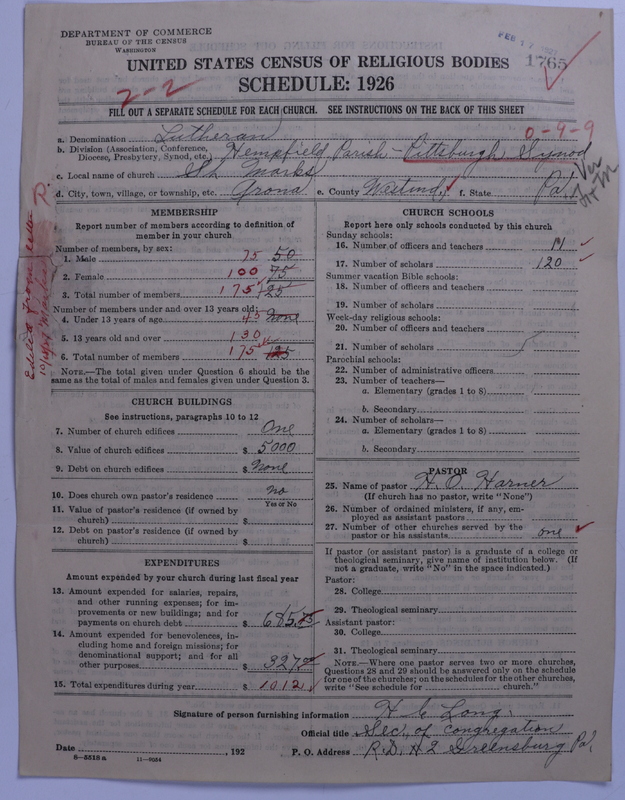 DEPARTMENT OF COMMERCE
BUREAU OF THE CENSUS
WASHINGTON
FEB 17 1927
1765
UNITED STATES CENSUS OF RELIGIOUS BODIES
SCHEDULE: 1926
2-2
FILL OUT A SEPARATE SCHEDULE FOR EACH CHURCH. SEE INSTRUCTIONS ON THE BACK OF THIS SHEET
0-9-9
a. Denomination Lutheran
b. Division (Association, Conference, Diocese, Presbytery, Synod, etc.) Hempfield Parish - Pittsburgh Synod
c. Local name of church St Marks
d. City, town, village, or township, etc. Arona e. County Westmd. f. State Pa.
MEMBERSHIP
Report number of members according to definition of
member in your church
Number of members, by sex:
1. Male 75 50
2. Female 100 75
3. Total number of members 175 125
Number of members under and over 13 years old:
4. Under 13 years of age 45 None
5. 13 years old and over 130
6. Total number of members 175 125
NOTE.—The total given under Question 6 should be the
same as the total of males and females given under Question 3.
CHURCH BUILDINGS
See instructions, paragraphs 10 to 12
7. Number of church edifices One
8. Value of church edifices $ 5000
9. Debt on church edifices $ None
10. Does church own pastor's residence no
Yes or No
11. Value of pastor's residence (if owned by
church) $
12. Debt on pastor's residence (if owned by
church) $
EXPENDITURES
Amount expended by your church during last fiscal year
13. Amount expended for salaries, repairs,
and other running expenses; for im-
provements or new buildings; and for
payments on church debt $ 685.
14. Amount expended for benevolences, in-
cluding home and foreign missions; for
denominational support; and for all
other purposes $ 327
15. Total expenditures during year $ 1012
CHURCH SCHOOLS
Report here only schools conducted by this church
Sunday schools:
16. Number of officers and teachers
17. Number of scholars 120
Summer vacation Bible schools:
18. Number of officers and teachers
19. Number of scholars
Week-day religious schools:
20. Number of officers and teachers
21. Number of scholars
Parochial schools:
22. Number of administrative officers
23. Number of teachers—
a. Elementary (grades 1 to 8)
b. Secondary
24. Number of scholars—
a. Elementary (grades 1 to 8)
b. Secondary
PASTOR
25. Name of pastor H. O. Harner
(If church has no pastor, write "None")
26. Number of ordained ministers, if any, em-
ployed as assistant pastors
27. Number of other churches served by the
pastor or his assistants one
If pastor (or assistant pastor) is a graduate of a college or
theological seminary, give name of institution below. (If
not a graduate, write "No" in the space indicated.)
Pastor:
28. College
29. Theological seminary
Assistant pastor:
30. College
31. Theological seminary
NOTE.—Where one pastor serves two or more churches,
Questions 28 and 29 should be answered only on the schedule
for one of the churches; on the schedules for the other churches,
write "See schedule for church."
Signature of person furnishing information H C Long.
Official title Sec. of congregation
Date , 192 P. O. Address R.D. #2 Greensburg Pa.
8—5518 a 11—9054